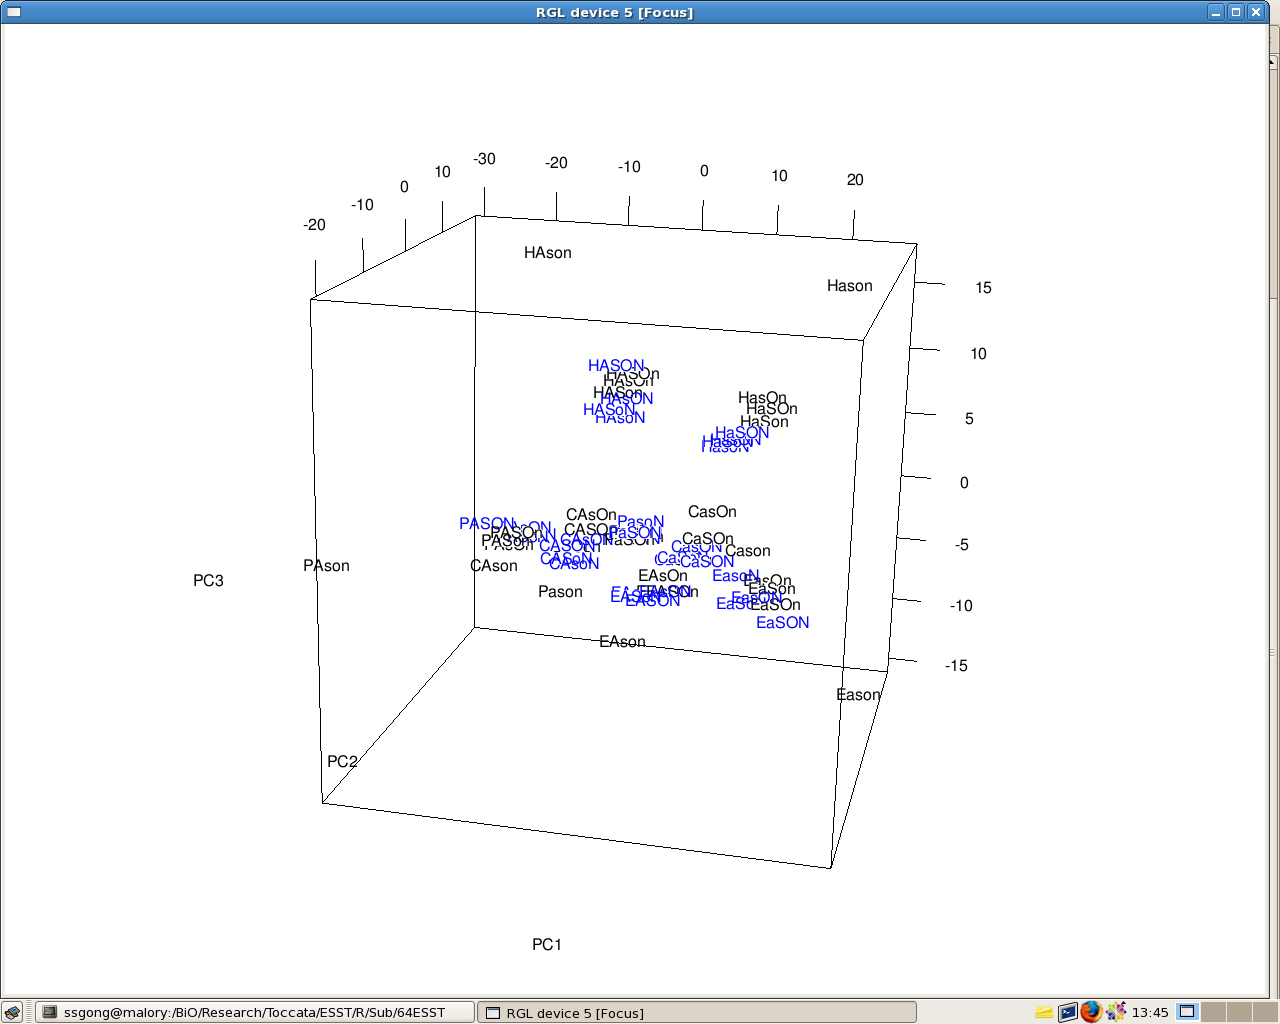 RGL device 5 [Focus]
-30
-20
-10
0
10
20
10
0
-10
-20
HAson
Hason
15
10
5
0
-5
-10
-15
HASON
HASOn
HAsOn
HASon
HAsON
HASoN
HAsoN
HasOn
HaSOn
HaSon
HaSON
HasoN
CAsOn
CasOn
PASON
PasoN
CASOn
PASOn
PaSON
CaSOn
PASon
CAsON
CASON
CasON
Cason
CASoN
CaSON
CAsoN
PAson
CAson
EAsOn
EasoN
EasOn
PC3
Pason
EaSon
EasON
EASON
EaSOn
EaSON
EAson
Eason
PC2
PC1
ssgong@malory:/BiO/Research/Toccata/ESST/R/Sub/64ESST
RGL device 5 [Focus]
13:45